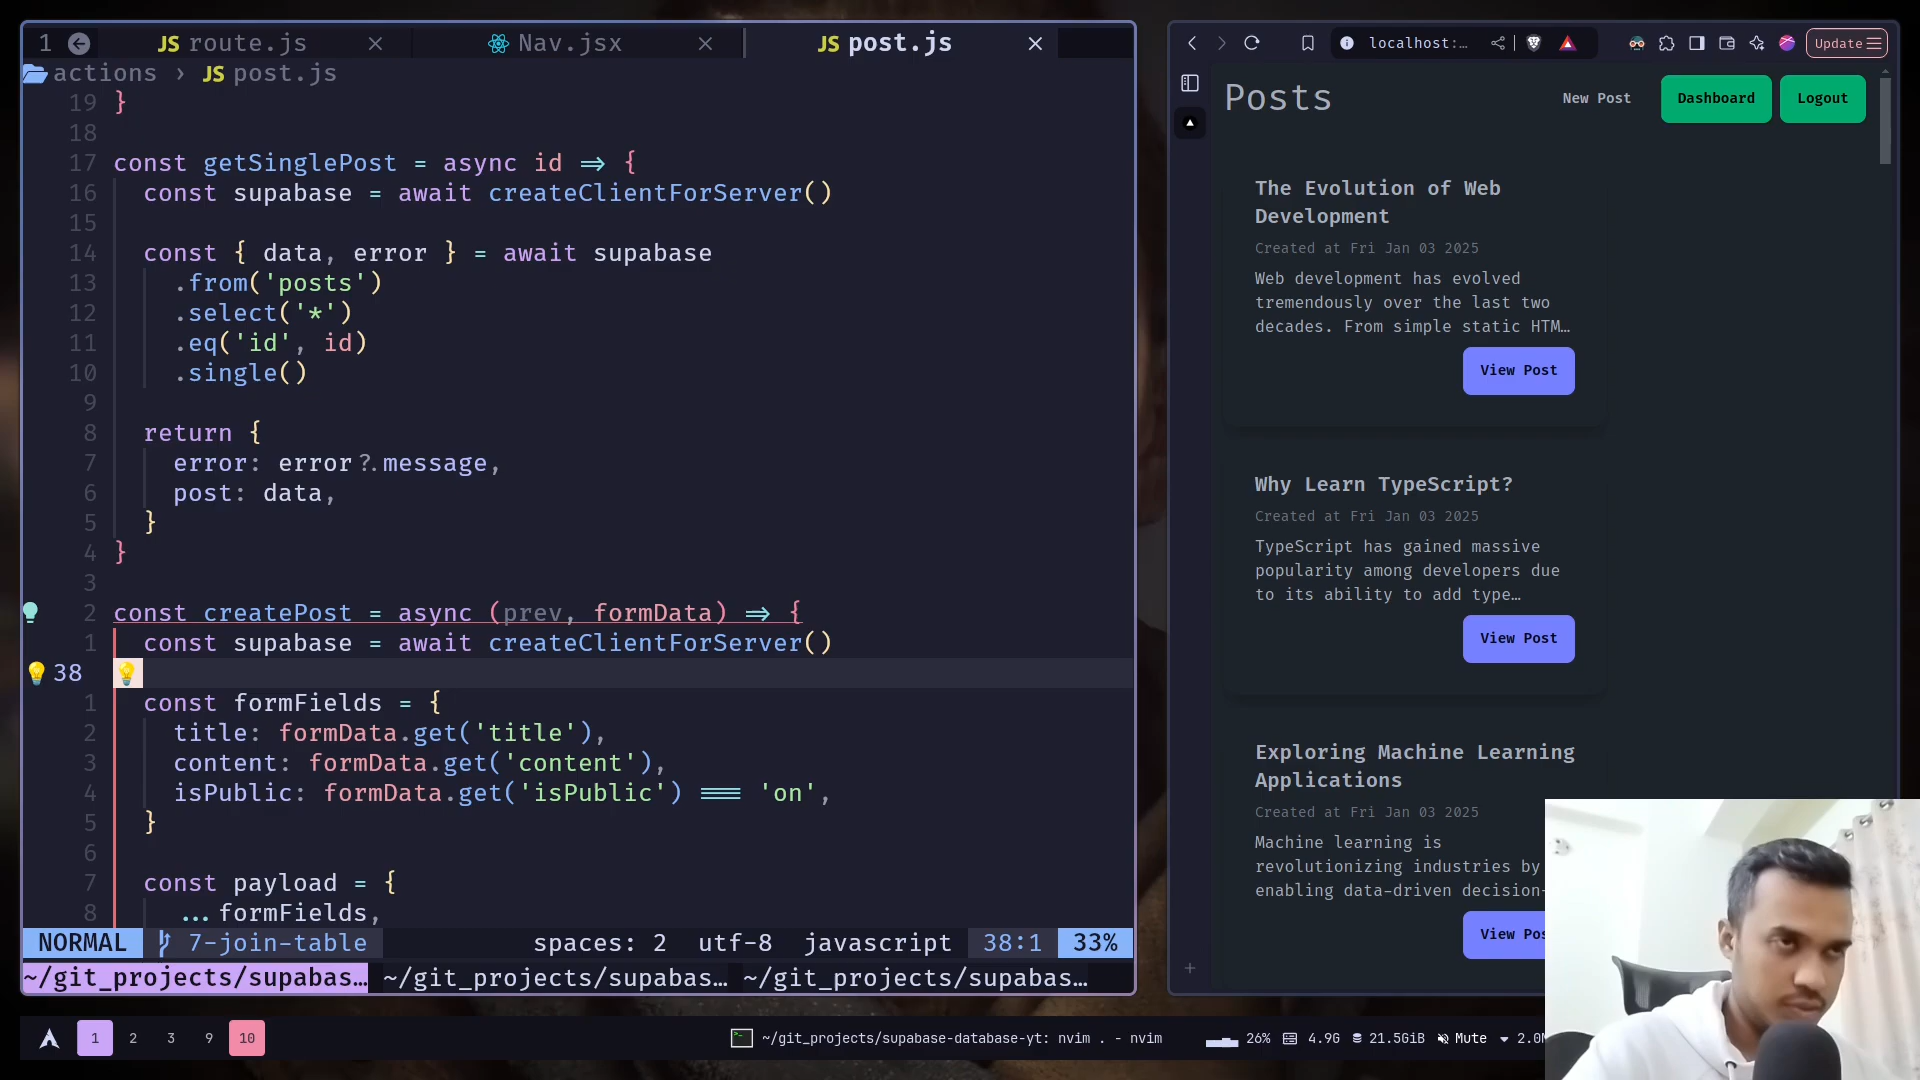 1 JS route.js Nav.jsx JS post.js
actions › JS post.js
19 }
18
17 const getSinglePost = async id => {
16 const supabase = await createClientForServer()
15
14 const { data, error } = await supabase
13 .from('posts')
12 .select('*')
11 .eq('id', id)
10 .single()
9
8 return {
7 error: error?.message,
6 post: data,
5 }
4 }
3
2 const createPost = async (prev, formData) => {
1 const supabase = await createClientForServer()
38
1 const formFields = {
2 title: formData.get('title'),
3 content: formData.get('content'),
4 isPublic: formData.get('isPublic') === 'on',
5 }
6
7 const payload = {
8 ...formFields,
NORMAL 7-join-table spaces: 2 utf-8 javascript 38:1 33%
~/git_projects/supabas… ~/git_projects/supabas… ~/git_projects/supabas…
localhost:… Update
Posts New Post Dashboard Logout
The Evolution of Web
Development
Created at Fri Jan 03 2025
Web development has evolved
tremendously over the last two
decades. From simple static HTM…
View Post
Why Learn TypeScript?
Created at Fri Jan 03 2025
TypeScript has gained massive
popularity among developers due
to its ability to add type…
View Post
Exploring Machine Learning
Applications
Created at Fri Jan 03 2025
Machine learning is
revolutionizing industries by
enabling data-driven decision-
View
1 2 3 9 10 ~/git_projects/supabase-database-yt: nvim . - nvim 26% 4.9G 21.5GiB Mute